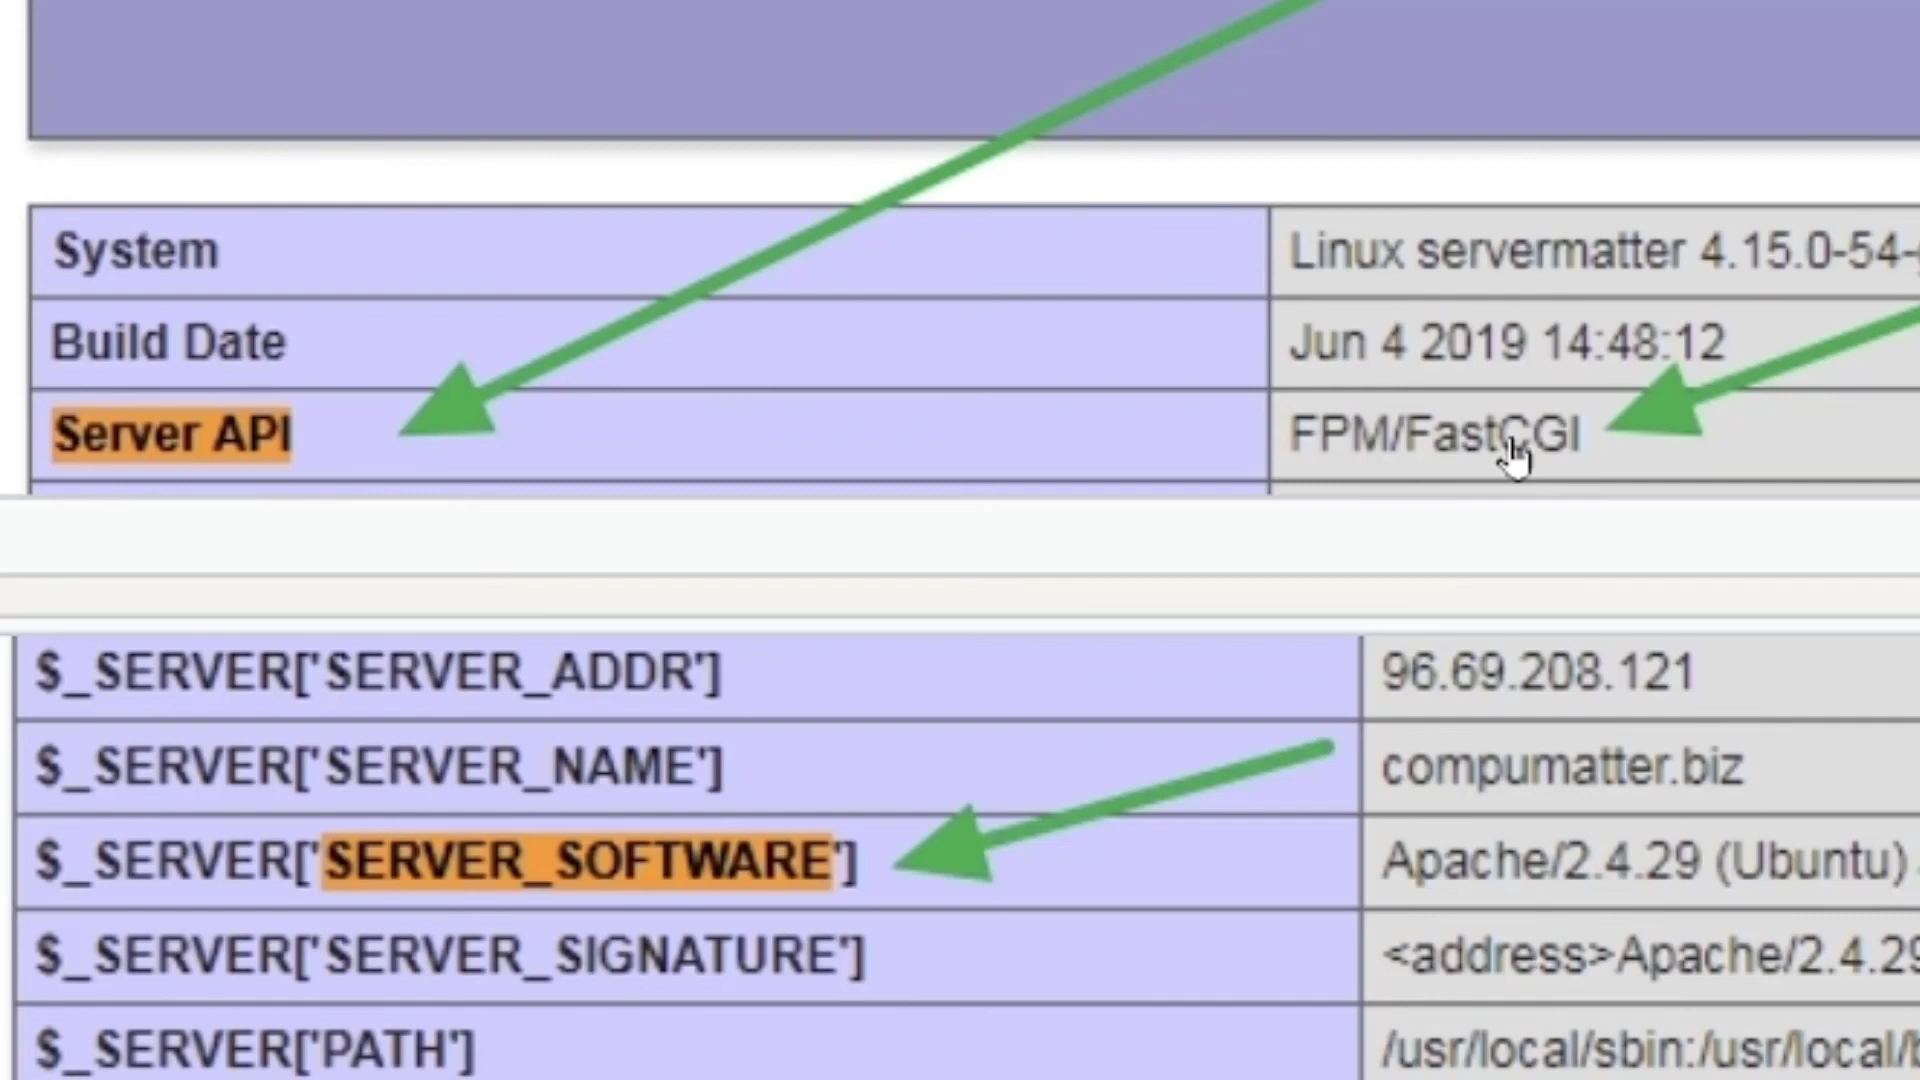 System Linux servermatter 4.15.0-54-
Build Date Jun 4 2019 14:48:12
Server API FPM/FastCGI
$_SERVER['SERVER_ADDR'] 96.69.208.121
$_SERVER['SERVER_NAME'] compumatter.biz
$_SERVER['SERVER_SOFTWARE'] Apache/2.4.29 (Ubuntu)
$_SERVER['SERVER_SIGNATURE'] <address>Apache/2.4.29
$_SERVER['PATH'] /usr/local/sbin:/usr/local/b